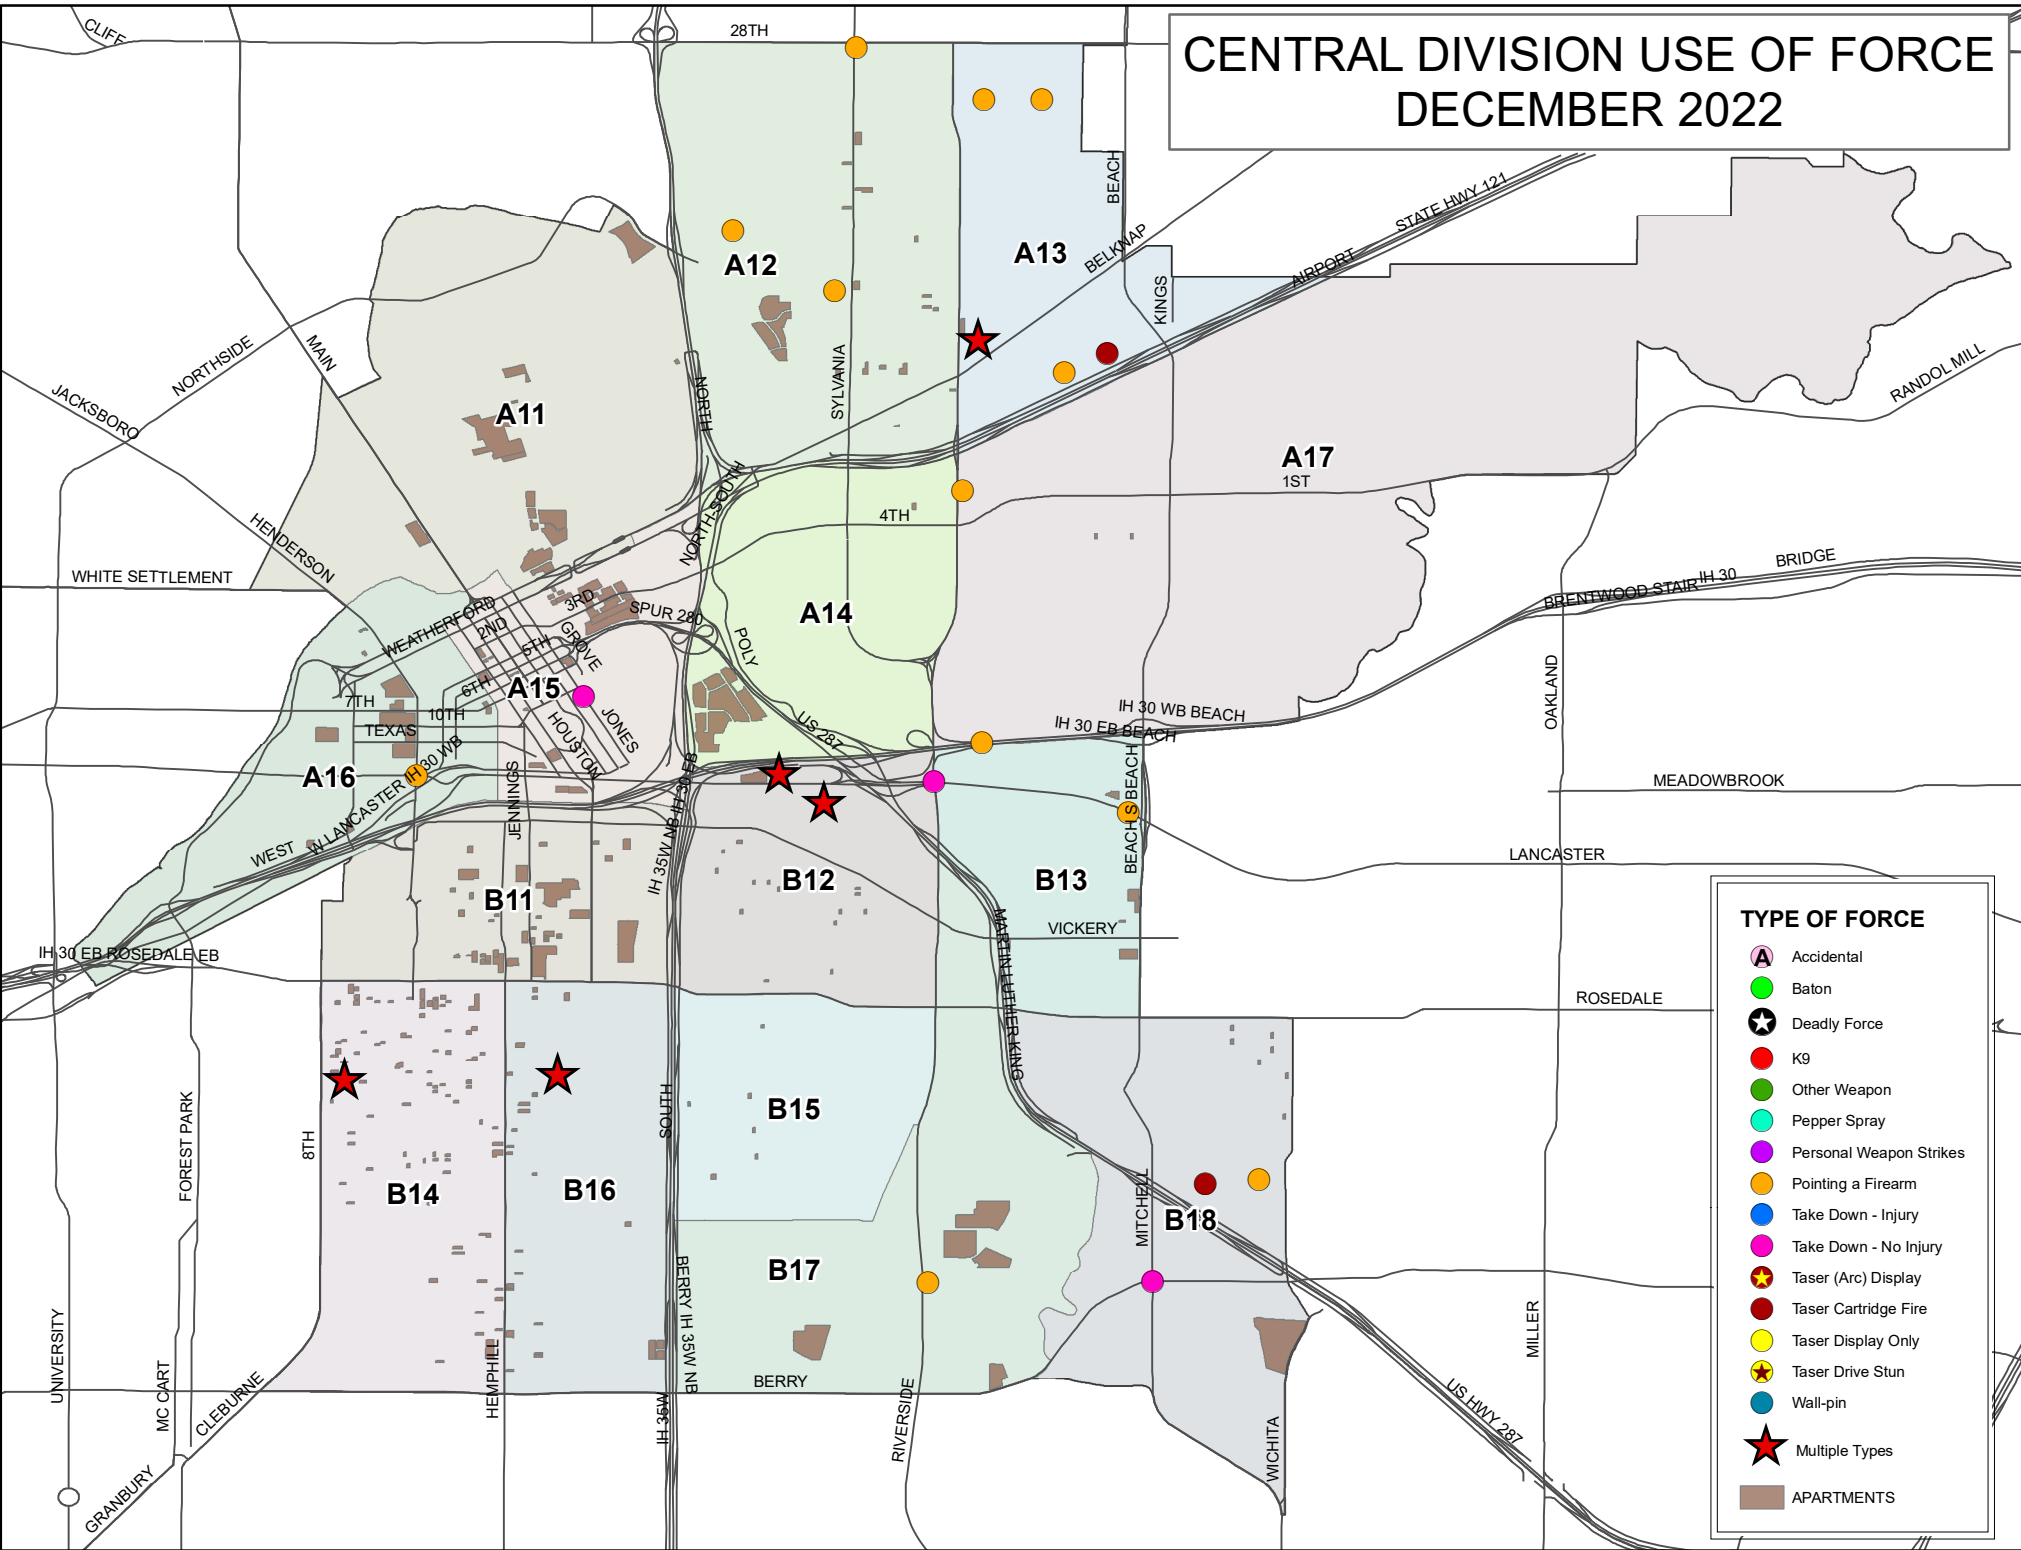 CENTRAL DIVISION USE OF FORCE
DECEMBER 2022
CLIFF
28TH
BEACH
STATE HWY 121
BELKNAP
AIRPORT
A12
A13
KINGS
NORTHSIDE
MAIN
JACKSBORO
NORTH
SYLVANIA
RANDOL MILL
A11
A17
1ST
NORTH-SOUTH
4TH
HENDERSON
WHITE SETTLEMENT
BRIDGE
IH 30
BRENTWOOD STAIR
WEATHERFORD
3RD
2ND
SPUR 280
5TH
GROVE
A14
POLY
6TH
A15
7TH
10TH
TEXAS
HOUSTON
JONES
US 287
IH 30 WB BEACH
IH 30 EB BEACH
OAKLAND
A16
IH 30 WB
W LANCASTER
WEST
JENNINGS
IH 30 EB
IH 35W NB
BEACH
S BEACH
MEADOWBROOK
LANCASTER
B11
B12
B13
VICKERY
MARTIN LUTHER KING
IH 30 EB ROSEDALE EB
ROSEDALE
FOREST PARK
8TH
SOUTH
B15
B14
B16
MITCHELL
B18
B17
UNIVERSITY
MC CART
CLEBURNE
GRANBURY
HEMPHILL
BERRY IH 35W NB
IH 35W
BERRY
RIVERSIDE
WICHITA
MILLER
US HWY 287
TYPE OF FORCE
A Accidental
Baton
Deadly Force
K9
Other Weapon
Pepper Spray
Personal Weapon Strikes
Pointing a Firearm
Take Down - Injury
Take Down - No Injury
Taser (Arc) Display
Taser Cartridge Fire
Taser Display Only
Taser Drive Stun
Wall-pin
Multiple Types
APARTMENTS